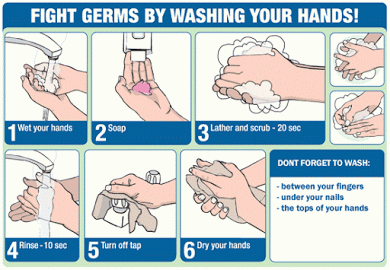 FIGHT GERMS BY WASHING YOUR HANDS!
1 Wet your hands
2 Soap
3 Lather and scrub - 20 sec
4 Rinse - 10 sec
5 Turn off tap
6 Dry your hands
DONT FORGET TO WASH:
- between your fingers
- under your nails
- the tops of your hands